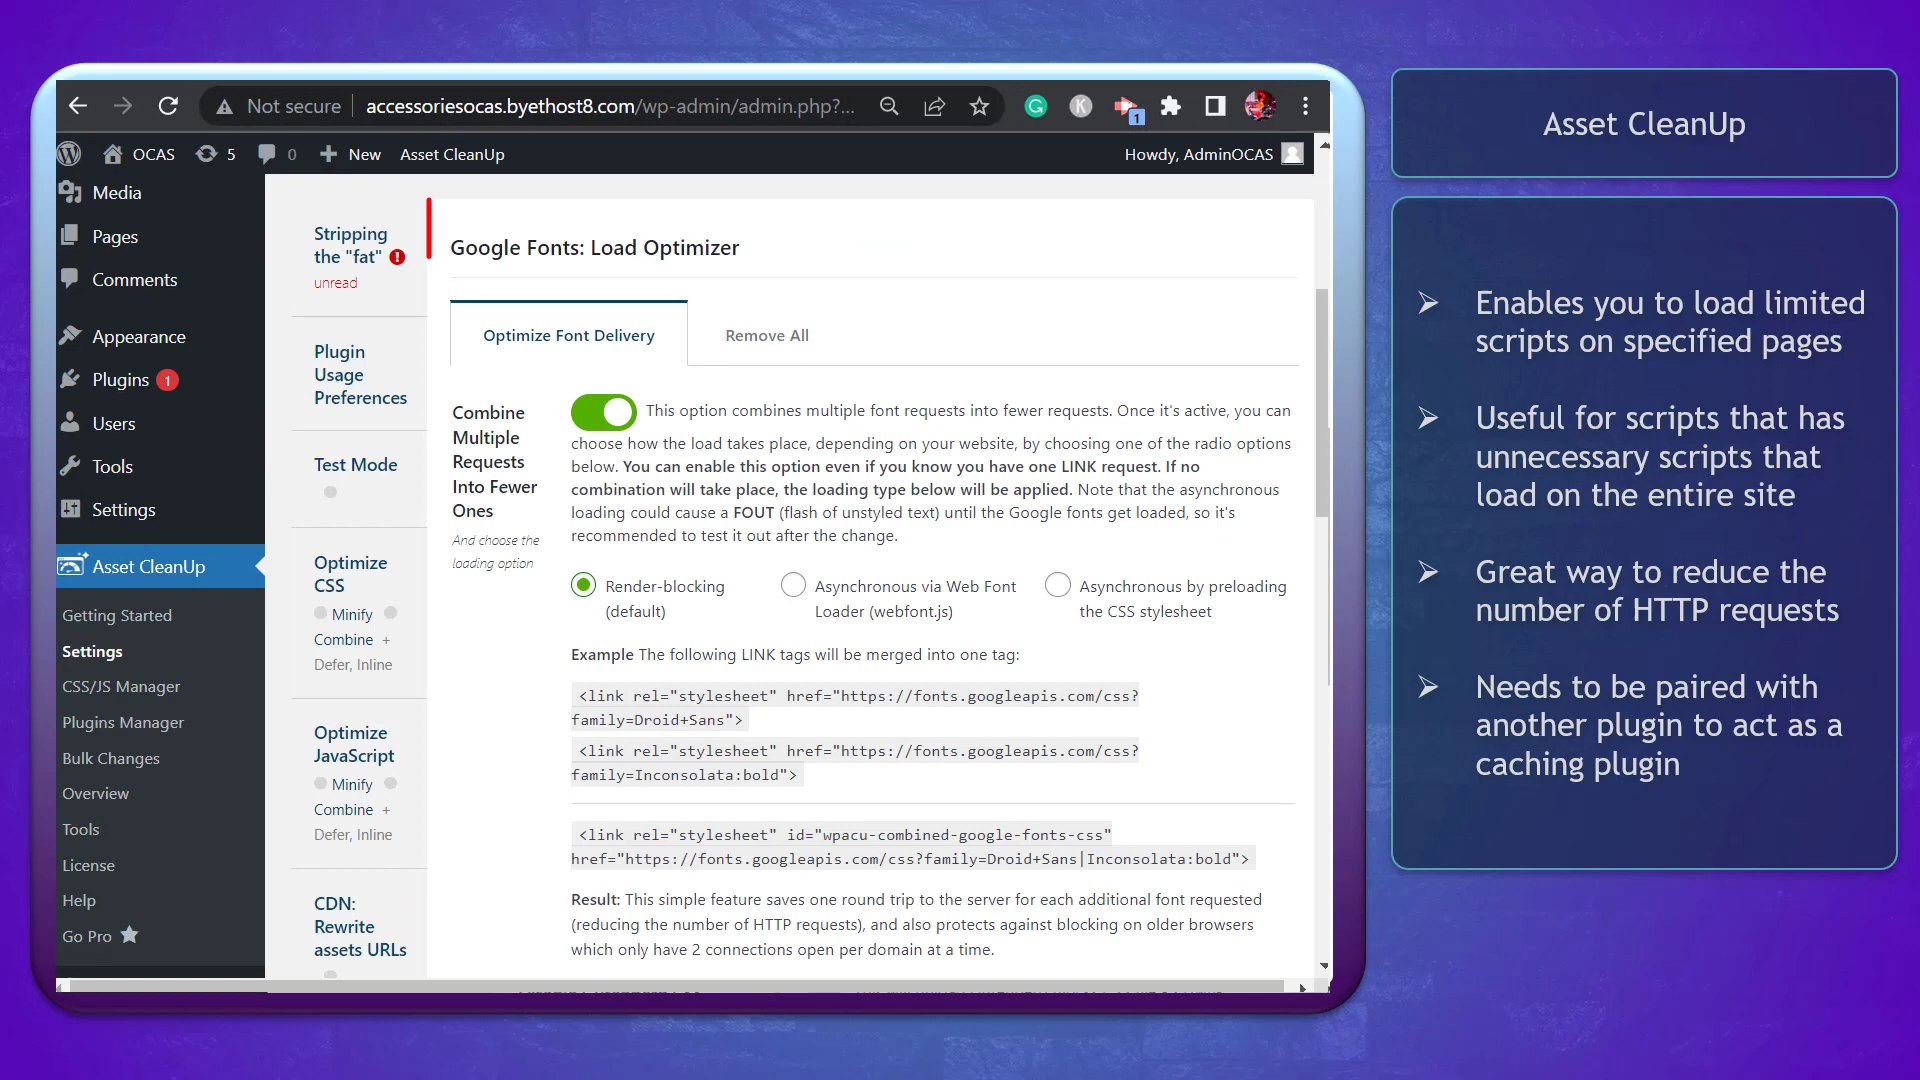 Not secure
accessoriesocas.byethost8.com/wp-admin/admin.php?...
G
K
1
OCAS
5
0
New
Asset CleanUp
Howdy, AdminOCAS
Media
Pages
Comments
Appearance
Plugins 1
Users
Tools
Settings
Asset CleanUp
Getting Started
Settings
CSS/JS Manager
Plugins Manager
Bulk Changes
Overview
Tools
License
Help
Go Pro
Stripping
the "fat"
unread
Plugin
Usage
Preferences
Test Mode
Optimize
CSS
Minify
Combine +
Defer, Inline
Optimize
JavaScript
Minify
Combine +
Defer, Inline
CDN:
Rewrite
assets URLs
Google Fonts: Load Optimizer
Optimize Font Delivery
Remove All
Combine
Multiple
Requests
Into Fewer
Ones
And choose the
loading option
This option combines multiple font requests into fewer requests. Once it's active, you can
choose how the load takes place, depending on your website, by choosing one of the radio options
below. You can enable this option even if you know you have one LINK request. If no
combination will take place, the loading type below will be applied. Note that the asynchronous
loading could cause a FOUT (flash of unstyled text) until the Google fonts get loaded, so it's
recommended to test it out after the change.
Render-blocking
(default)
Asynchronous via Web Font
Loader (webfont.js)
Asynchronous by preloading
the CSS stylesheet
Example The following LINK tags will be merged into one tag:
<link rel="stylesheet" href="https://fonts.googleapis.com/css?
family=Droid+Sans">
<link rel="stylesheet" href="https://fonts.googleapis.com/css?
family=Inconsolata:bold">
<link rel="stylesheet" id="wpacu-combined-google-fonts-css"
href="https://fonts.googleapis.com/css?family=Droid+Sans|Inconsolata:bold">
Result: This simple feature saves one round trip to the server for each additional font requested
(reducing the number of HTTP requests), and also protects against blocking on older browsers
which only have 2 connections open per domain at a time.
Asset CleanUp
Enables you to load limited
scripts on specified pages
Useful for scripts that has
unnecessary scripts that
load on the entire site
Great way to reduce the
number of HTTP requests
Needs to be paired with
another plugin to act as a
caching plugin